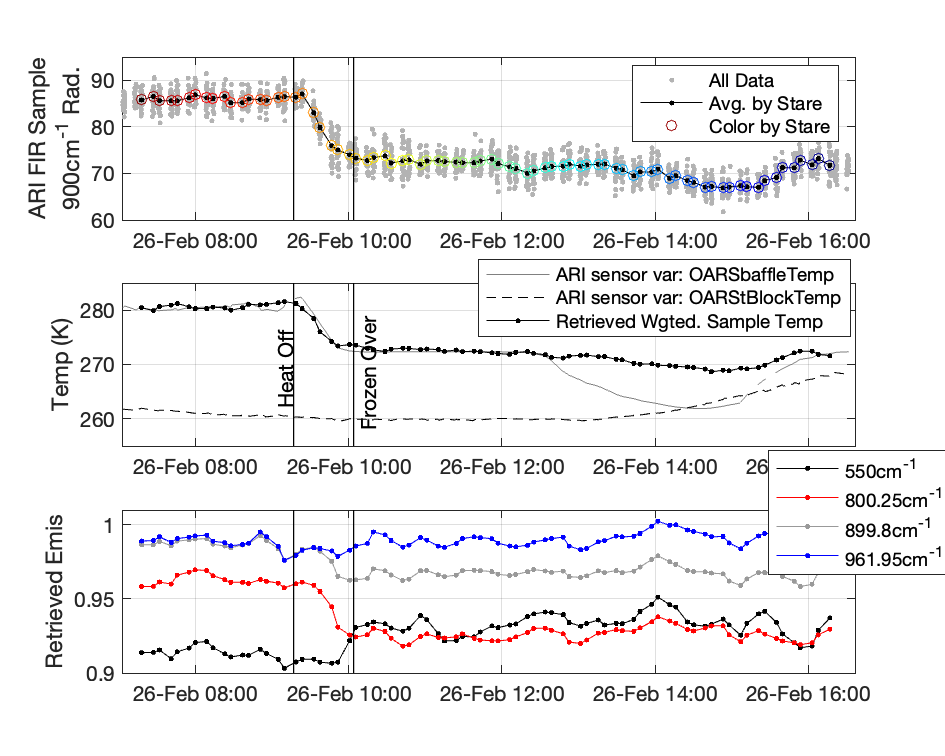 ARI FIR Sample
900cm⁻¹ Rad.
90
80
70
60
All Data
Avg. by Stare
Color by Stare
26-Feb 08:00
26-Feb 10:00
26-Feb 12:00
26-Feb 14:00
26-Feb 16:00
Temp (K)
280
270
260
ARI sensor var: OARSbaffleTemp
ARI sensor var: OARStBlockTemp
Retrieved Wgted. Sample Temp
Heat Off
Frozen Over
26-Feb 08:00
26-Feb 10:00
26-Feb 12:00
26-Feb 14:00
26-
Retrieved Emis
1
0.95
0.9
550cm⁻¹
800.25cm⁻¹
899.8cm⁻¹
961.95cm⁻¹
26-Feb 08:00
26-Feb 10:00
26-Feb 12:00
26-Feb 14:00
26-Feb 16:00